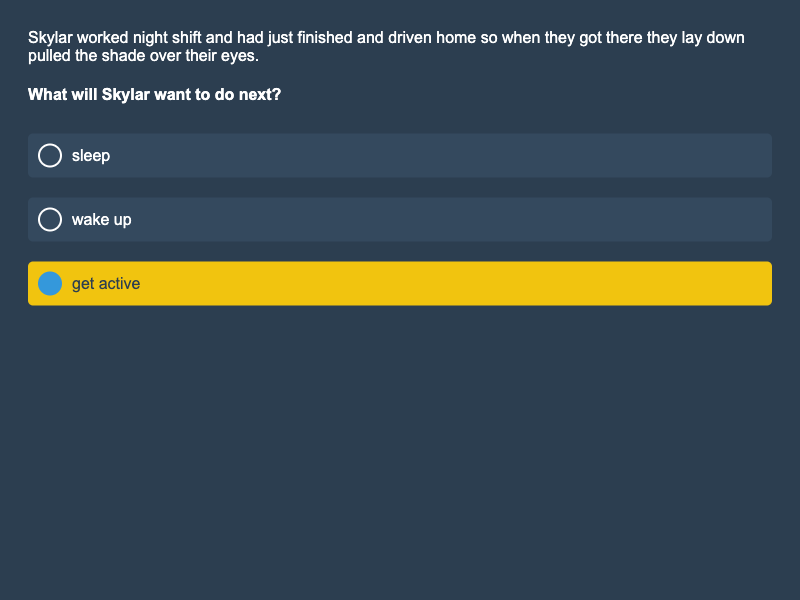 Skylar worked night shift and had just finished and driven home so when they got there they lay down
pulled the shade over their eyes.
What will Skylar want to do next?
sleep
wake up
get active